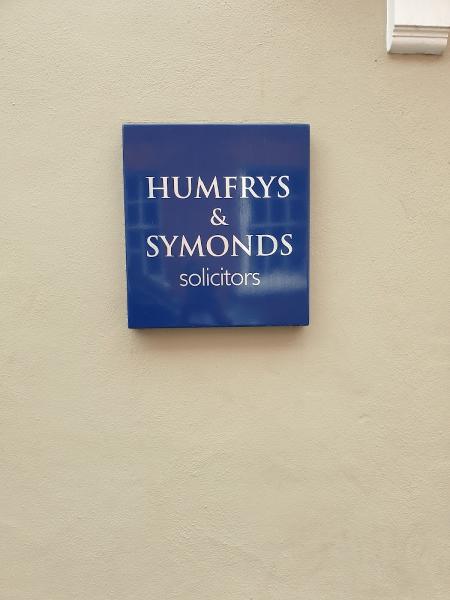 HUMFRYS
&
SYMONDS
solicitors